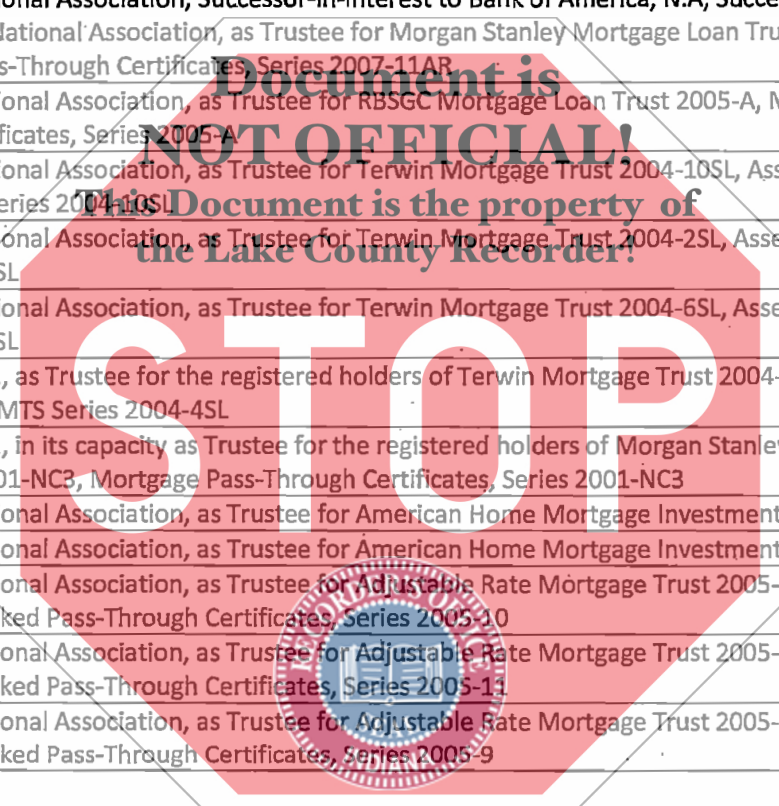 onal Association, Successor-in-Interest to Bank of America, N.A, Succe
National Association, as Trustee for Morgan Stanley Mortgage Loan Tru
s-Through Certificates, Series 2007-11AR
Document is
onal Association, as Trustee for RBSGC Mortgage Loan Trust 2005-A, M
ficates, Series 2005-A
NOT OFFICIAL!
onal Association, as Trustee for Terwin Mortgage Trust 2004-10SL, Ass
eries 2004-10SL
This Document is the property of
onal Association, as Trustee for Terwin Mortgage Trust 2004-2SL, Asse
the Lake County Recorder!
SL
onal Association, as Trustee for Terwin Mortgage Trust 2004-6SL, Asse
SL
STOP
., as Trustee for the registered holders of Terwin Mortgage Trust 2004-
MTS Series 2004-4SL
., in its capacity as Trustee for the registered holders of Morgan Stanley
01-NC3, Mortgage Pass-Through Certificates, Series 2001-NC3
onal Association, as Trustee for American Home Mortgage Investment
onal Association, as Trustee for American Home Mortgage Investment
onal Association, as Trustee for Adjustable Rate Mortgage Trust 2005-
ked Pass-Through Certificates, Series 2005-10
onal Association, as Trustee for Adjustable Rate Mortgage Trust 2005-
ked Pass-Through Certificates, Series 2005-11
onal Association, as Trustee for Adjustable Rate Mortgage Trust 2005-
ked Pass-Through Certificates, Series 2005-9
INDIANA